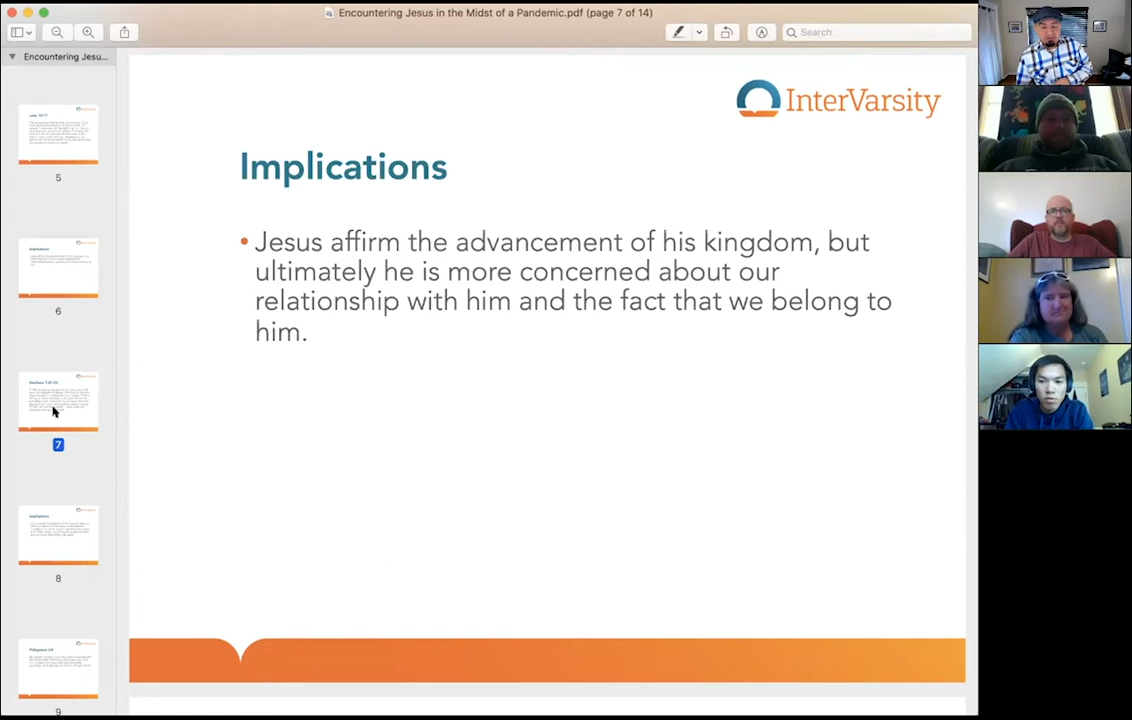 Encountering Jesus in the Midst of a Pandemic.pdf (page 7 of 14)
Search
Encountering Jesu...
5
6
7
8
9
InterVarsity
Implications
• Jesus affirm the advancement of his kingdom, but
ultimately he is more concerned about our
relationship with him and the fact that we belong to
him.